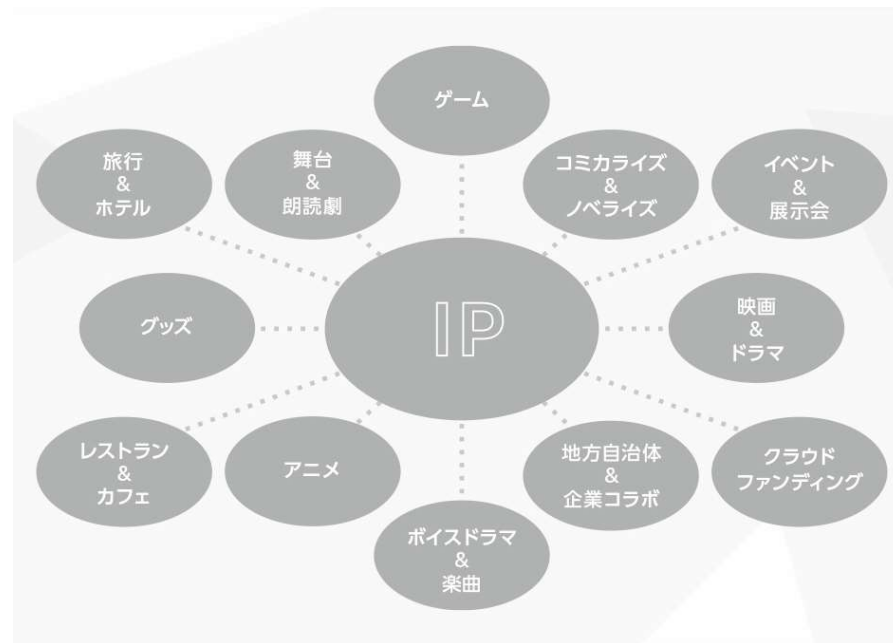 ゲーム
旅行
&
ホテル
舞台
&
朗読劇
コミカライズ
&
ノベライズ
イベント
&
展示会
グッズ
IP
映画
&
ドラマ
レストラン
&
カフェ
アニメ
地方自治体
&
企業コラボ
クラウド
ファンディング
ボイスドラマ
&
楽曲